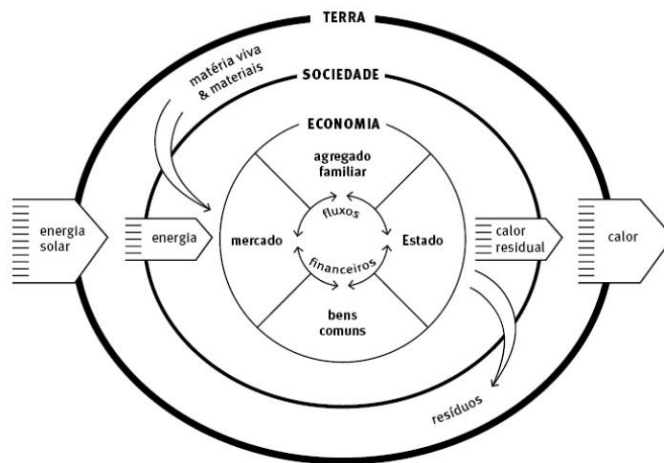 TERRA
matéria viva
& materiais
SOCIEDADE
ECONOMIA
agregado
familiar
energia
solar
energia
mercado
fluxos
financeiros
Estado
calor
residual
calor
bens
comuns
resíduos